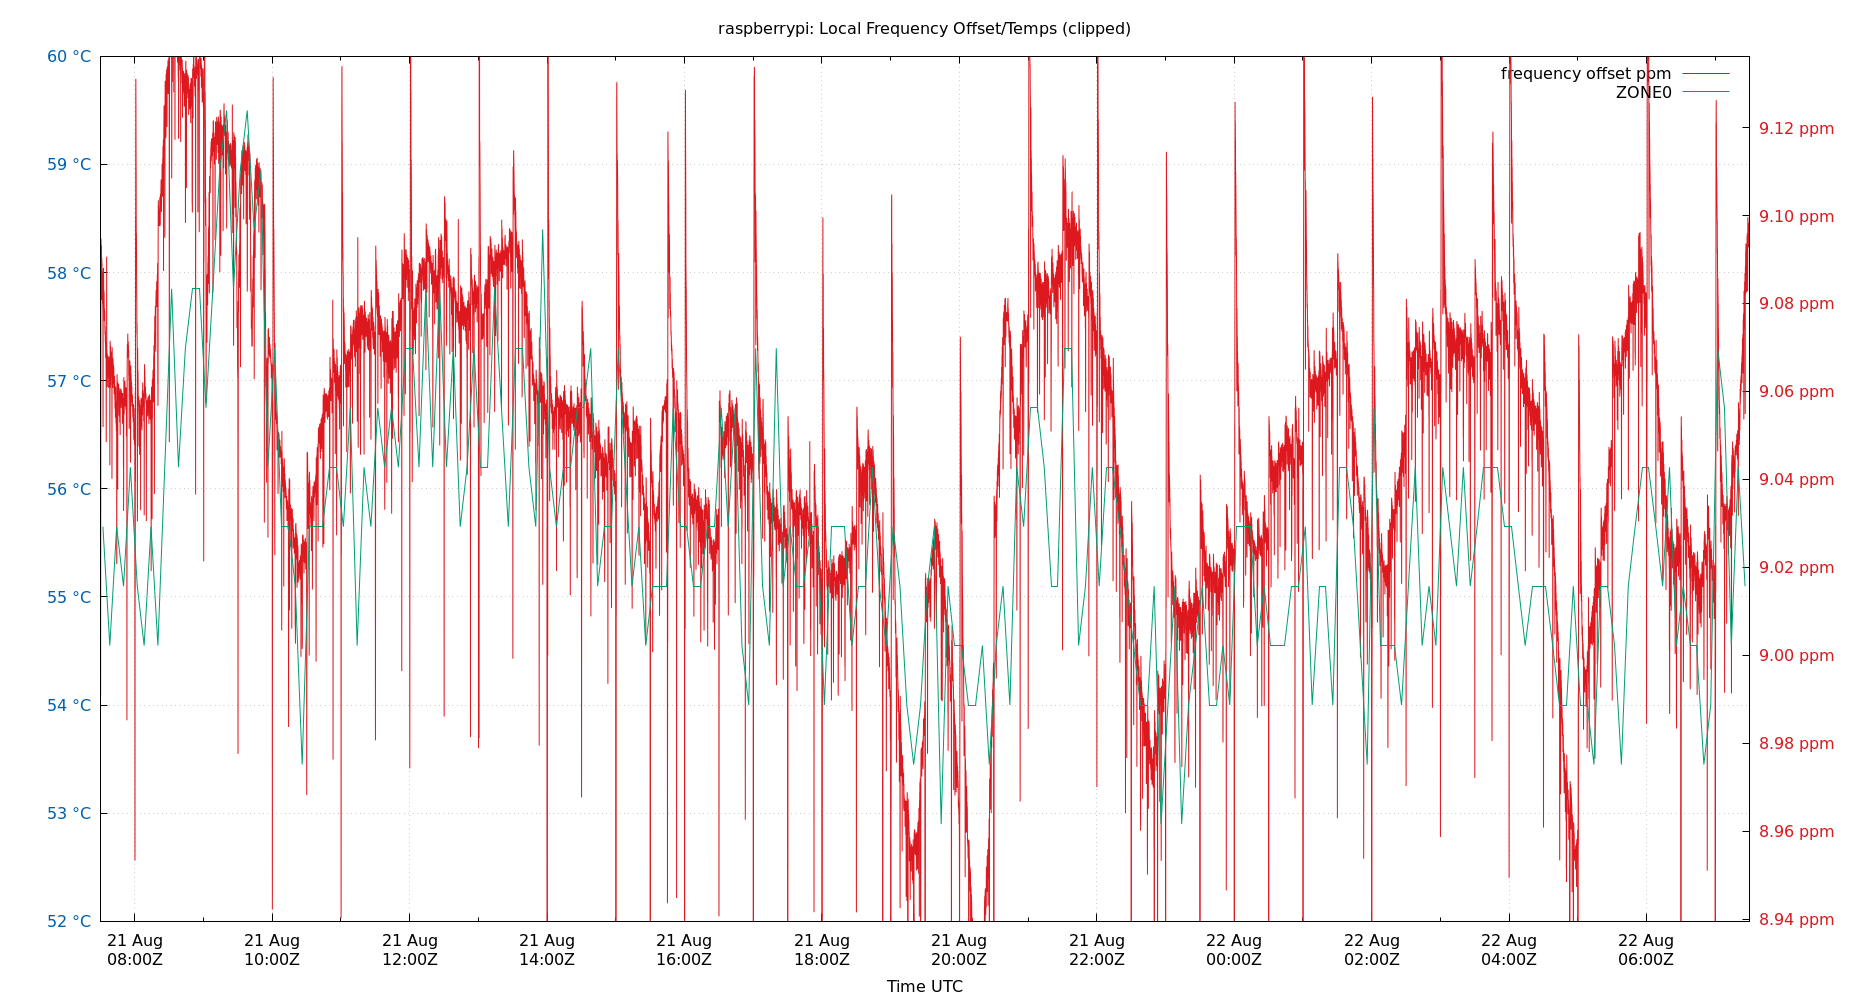 raspberrypi: Local Frequency Offset/Temps (clipped)
60 °C
59 °C
58 °C
57 °C
56 °C
55 °C
54 °C
53 °C
52 °C
frequency offset ppm
ZONE0
9.12 ppm
9.10 ppm
9.08 ppm
9.06 ppm
9.04 ppm
9.02 ppm
9.00 ppm
8.98 ppm
8.96 ppm
8.94 ppm
21 Aug 21 Aug 21 Aug 21 Aug 21 Aug 21 Aug 21 Aug 21 Aug 22 Aug 22 Aug 22 Aug 22 Aug
08:00Z 10:00Z 12:00Z 14:00Z 16:00Z 18:00Z 20:00Z 22:00Z 00:00Z 02:00Z 04:00Z 06:00Z
Time UTC